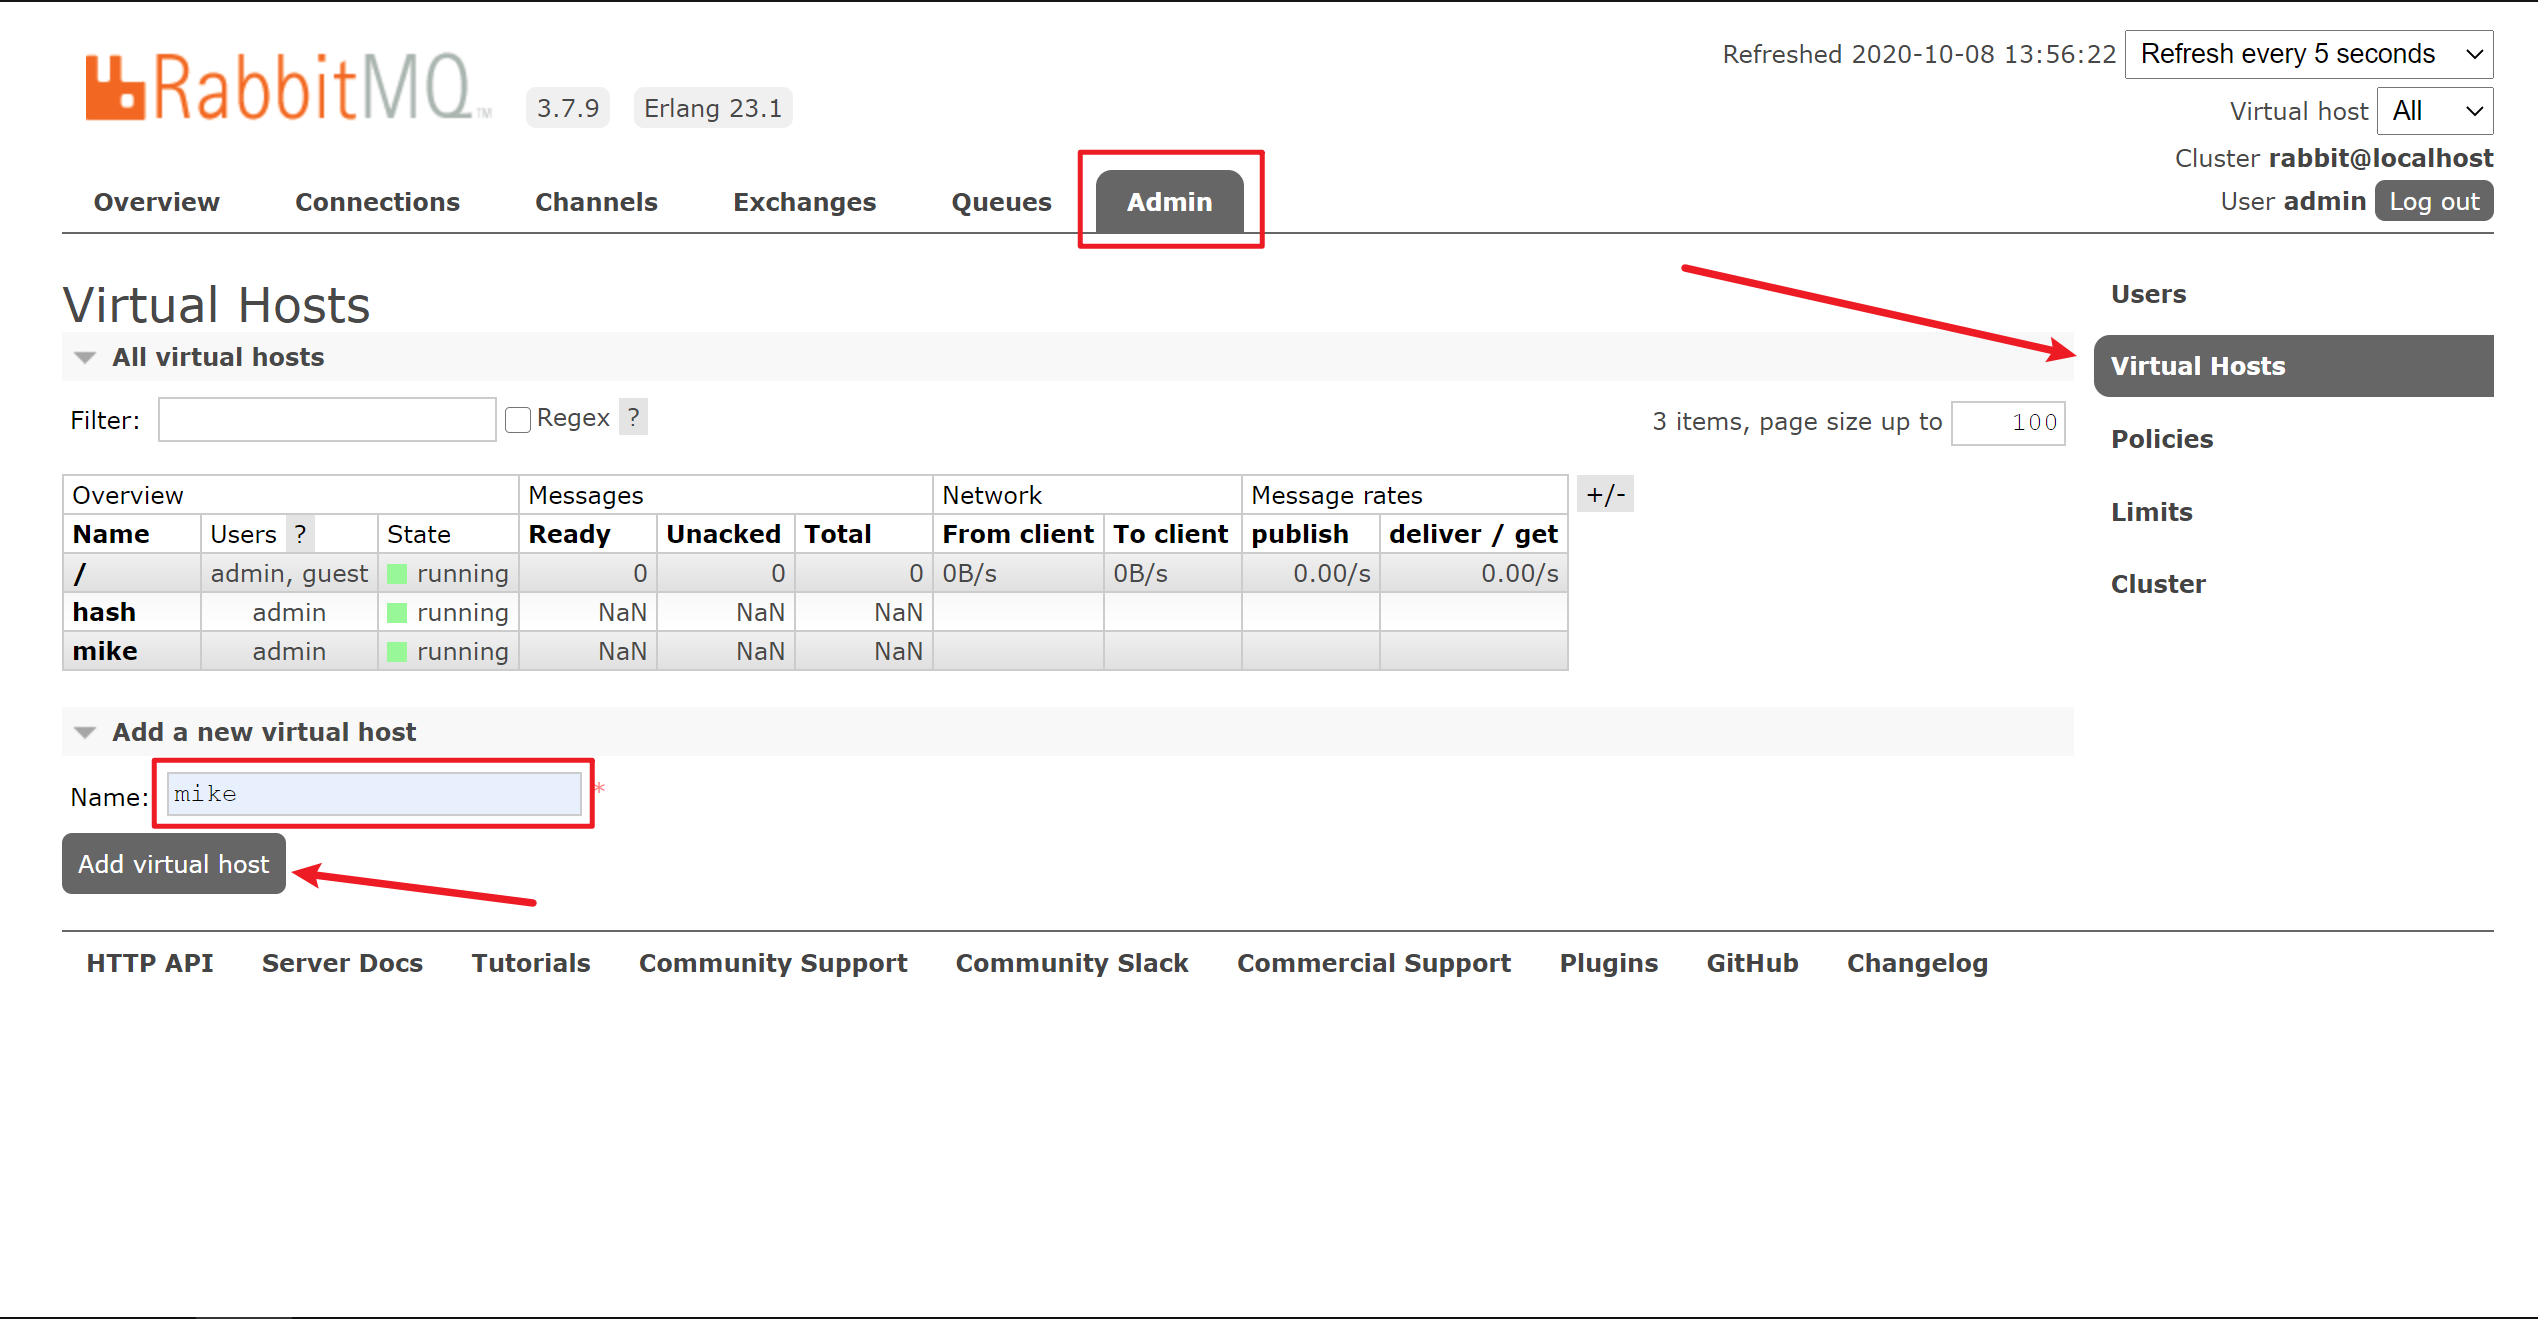 RabbitMQ™ 3.7.9 Erlang 23.1
Refreshed 2020-10-08 13:56:22 Refresh every 5 seconds
Virtual host All
Cluster rabbit@localhost
User admin Log out
Overview Connections Channels Exchanges Queues Admin
Virtual Hosts
All virtual hosts
Filter: Regex ? 3 items, page size up to 100
Overview Messages Network Message rates +/-
Name Users ? State Ready Unacked Total From client To client publish deliver / get
/ admin, guest running 0 0 0 0B/s 0B/s 0.00/s 0.00/s
hash admin running NaN NaN NaN
mike admin running NaN NaN NaN
Add a new virtual host
Name: mike *
Add virtual host
Users
Virtual Hosts
Policies
Limits
Cluster
HTTP API Server Docs Tutorials Community Support Community Slack Commercial Support Plugins GitHub Changelog